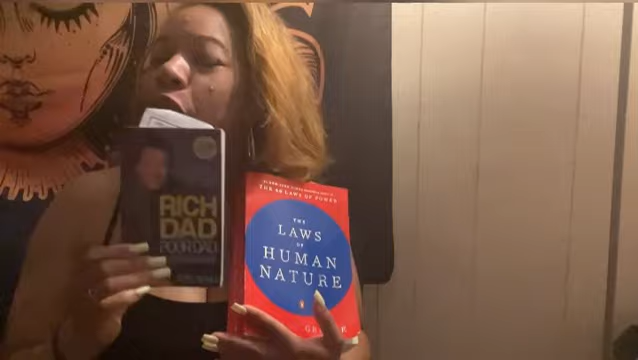 RICH
DAD
POOR DAD
THE 48 LAWS OF POWER
THE
LAWS
OF
HUMAN
NATURE